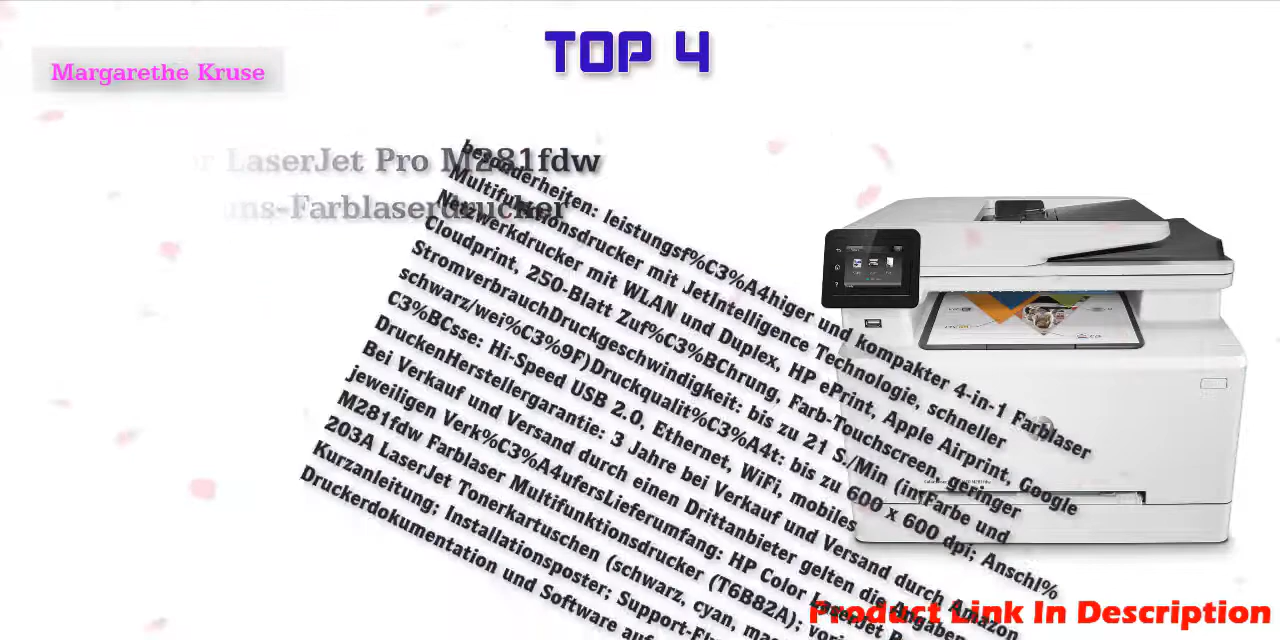 TOP 4
Margarethe Kruse
LaserJet Pro M281fdw
ns-Farblaserdrucker
besonderheiten: leistungsf%C3%A4higer und kompakter 4-in-1 Farblaser
Multifunktionsdrucker mit JetIntelligence Technologie, schneller
Netzwerkdrucker mit WLAN und Duplex, HP ePrint, Apple Airprint, Google
Cloudprint, 250-Blatt Zuf%C3%BChrung, Farb-Touchscreen, geringer
StromverbrauchDruckgeschwindigkeit: bis zu 21 S./Min (in Farbe und
schwarz/wei%C3%9F)Druckqualit%C3%A4t: bis zu 600 x 600 dpi; Anschl%
C3%BCsse: Hi-Speed USB 2.0, Ethernet, WiFi, mobiles
DruckenHerstellergarantie: 3 Jahre bei Verkauf und Versand durch Amazon
Bei Verkauf und Versand durch einen Drittanbieter gelten die Angaben
jeweiligen Verk%C3%A4ufersLieferumfang: HP Color LaserJet P
M281fdw Farblaser Multifunktionsdrucker (T6B82A); vor
203A LaserJet Tonerkartuschen (schwarz, cyan, mag
Kurzanleitung; Installationsposter; Support-Fl
Druckerdokumentation und Software auf
Product Link In Description